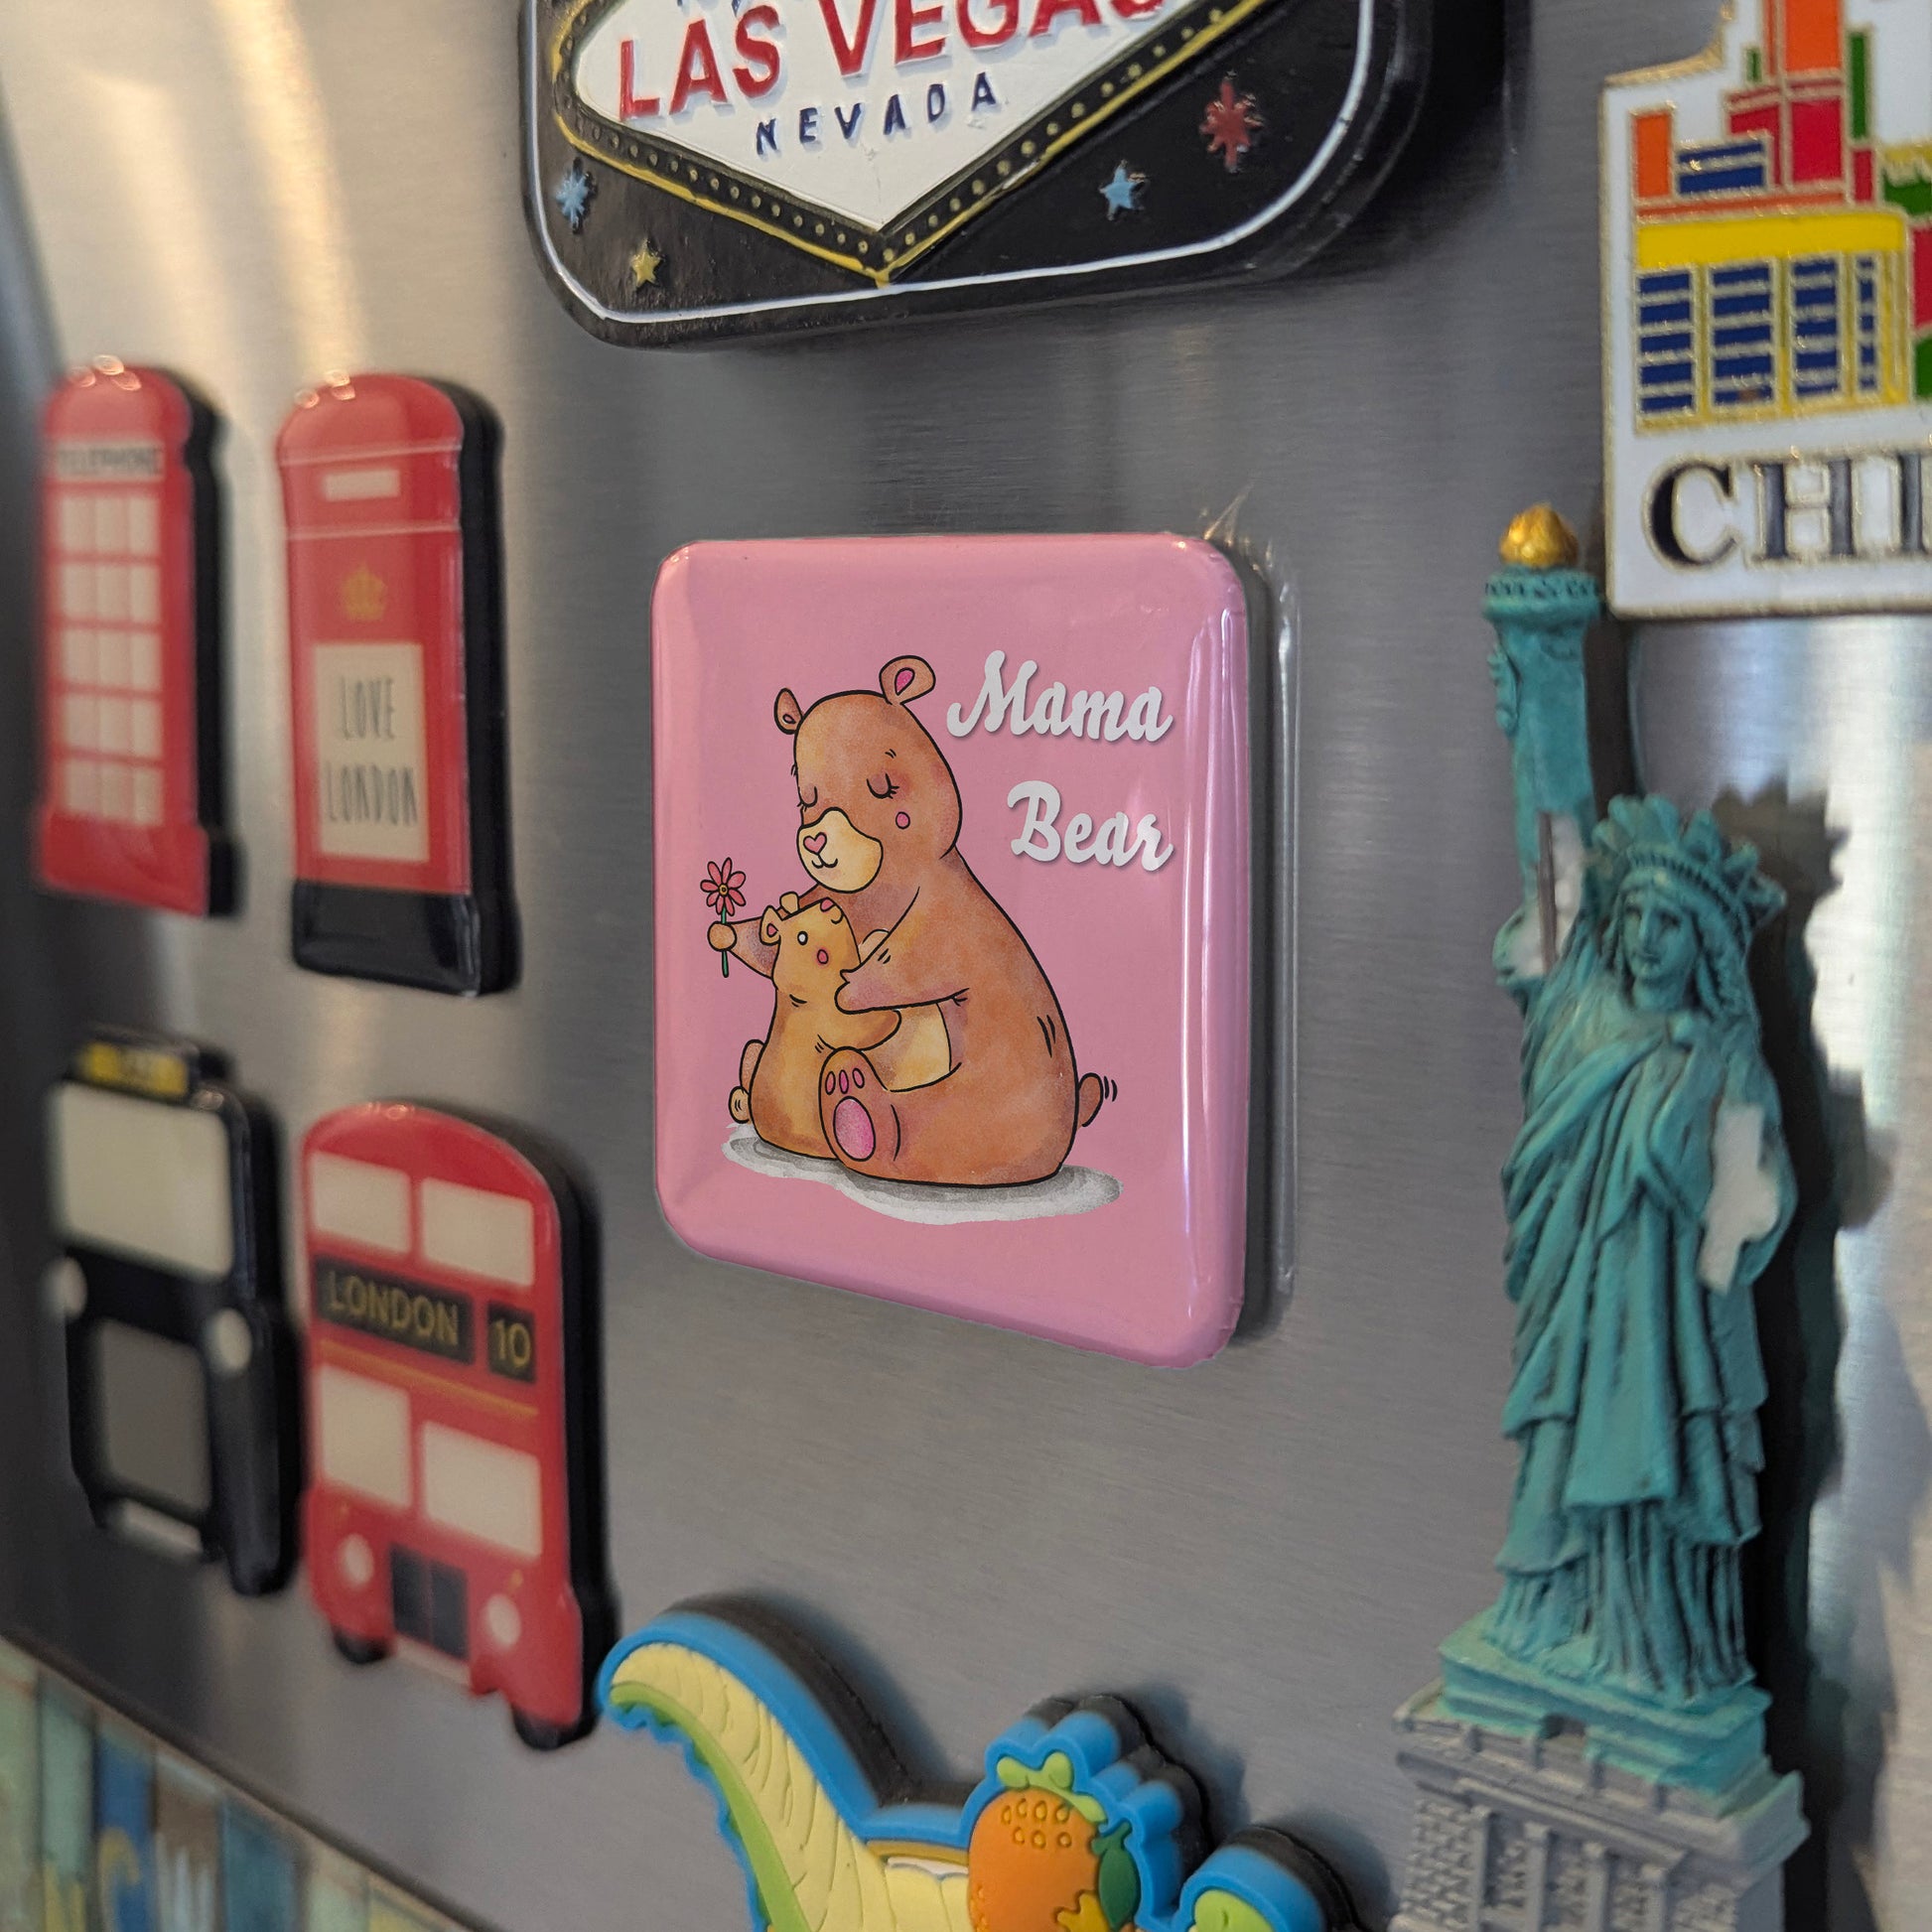 LAS VEGAS
NEVADA
CHI
TELEPHONE
LOVE
LONDON
Mama
Bear
LONDON 10